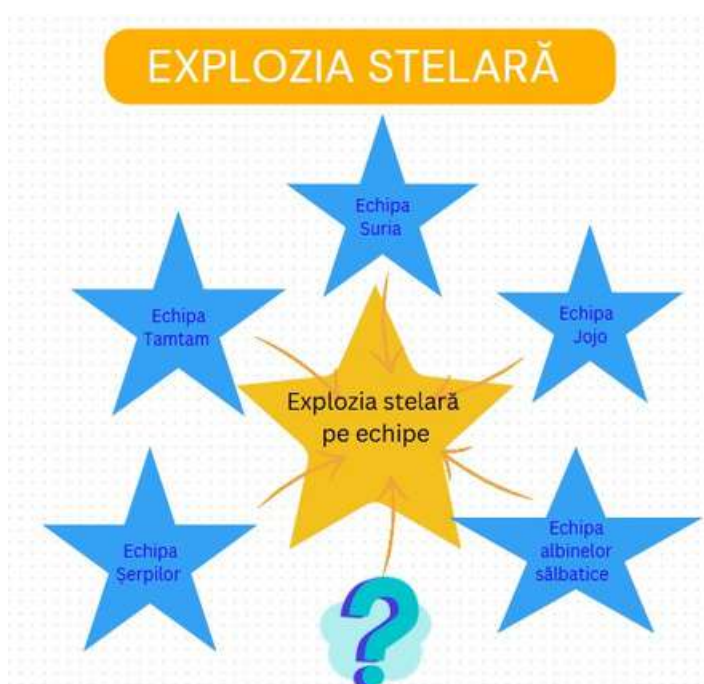 EXPLOZIA STELARĂ
Echipa
Suria
Echipa
Tamtam
Echipa
Jojo
Explozia stelară
pe echipe
Echipa
Șerpilor
Echipa
albinelor
sălbatice
?